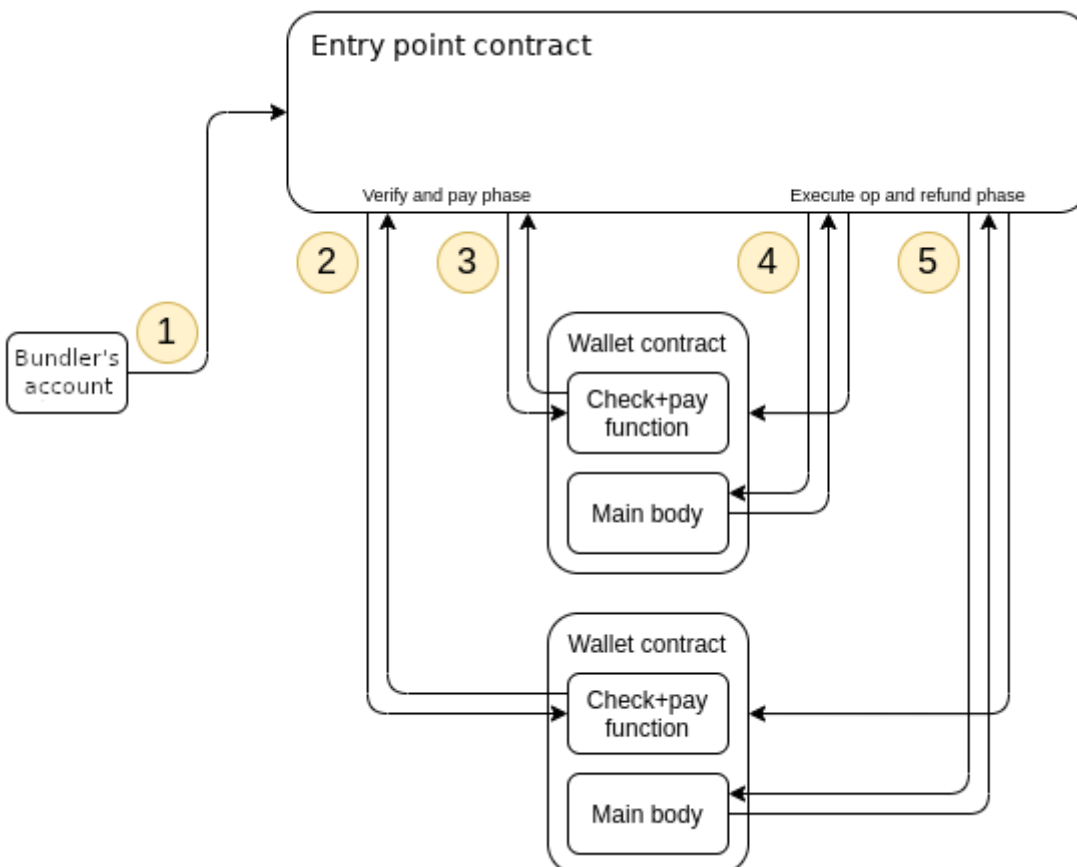 Entry point contract
Verify and pay phase
Execute op and refund phase
2
3
4
5
1
Bundler's
account
Wallet contract
Check+pay
function
Main body
Wallet contract
Check+pay
function
Main body